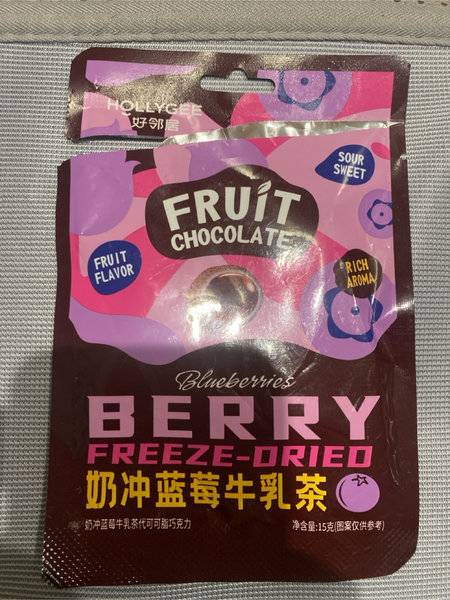 HOLLYGEE
好邻居
SOUR
SWEET
FRUIT
CHOCOLATE
FRUIT
FLAVOR
RICH
AROMA
Blueberries
BERRY
FREEZE-DRIED
奶冲蓝莓牛乳茶
奶冲蓝莓牛乳茶代可可脂巧克力
净含量:15克(图案仅供参考)